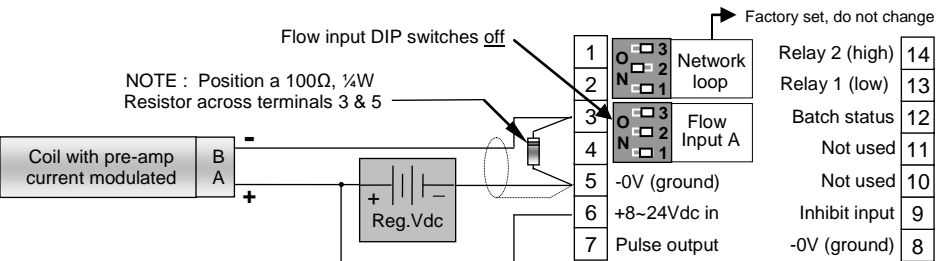 Factory set, do not change
Flow input DIP switches off
NOTE : Position a 100Ω, ¼W
Resistor across terminals 3 & 5
Coil with pre-amp
current modulated
B
A
-
+
+ –
Reg.Vdc
1
2
3
4
5 -0V (ground)
6 +8~24Vdc in
7 Pulse output
O
N
3
2
1
Network
loop
O
N
3
2
1
Flow
Input A
Relay 2 (high) 14
Relay 1 (low) 13
Batch status 12
Not used 11
Not used 10
Inhibit input 9
-0V (ground) 8